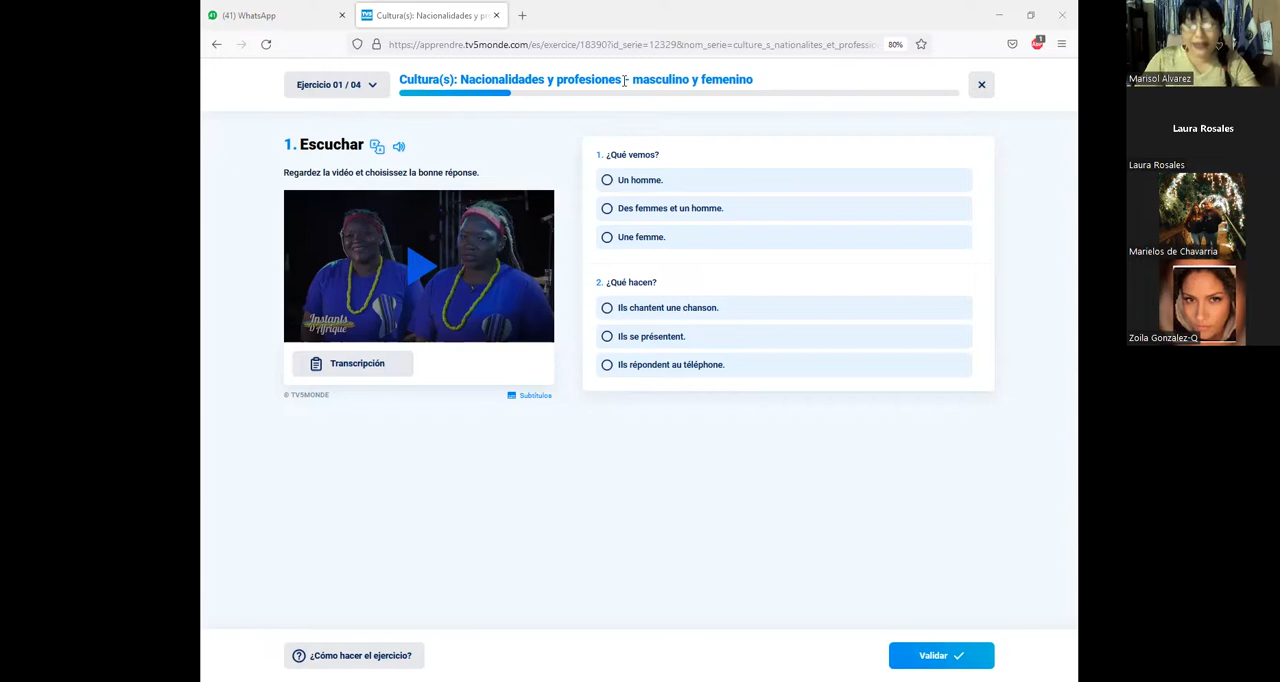 (41) WhatsApp
TV5 Cultura(s): Nacionalidades y pro
https://apprendre.tv5monde.com/es/exercice/18390?id_serie=12329&nom_serie=culture_s_nationalites_et_professio
80%
1
Ejercicio 01 / 04
Cultura(s): Nacionalidades y profesiones - masculino y femenino
1. Escuchar
Regardez la vidéo et choisissez la bonne réponse.
Instants
D'Afrique
Transcripción
© TV5MONDE
Subtítulos
1. ¿Qué vemos?
Un homme.
Des femmes et un homme.
Une femme.
2. ¿Qué hacen?
Ils chantent une chanson.
Ils se présentent.
Ils répondent au téléphone.
¿Cómo hacer el ejercicio?
Validar
Marisol Alvarez
Laura Rosales
Laura Rosales
Marielos de Chavarria
Zoila Gonzalez-Q